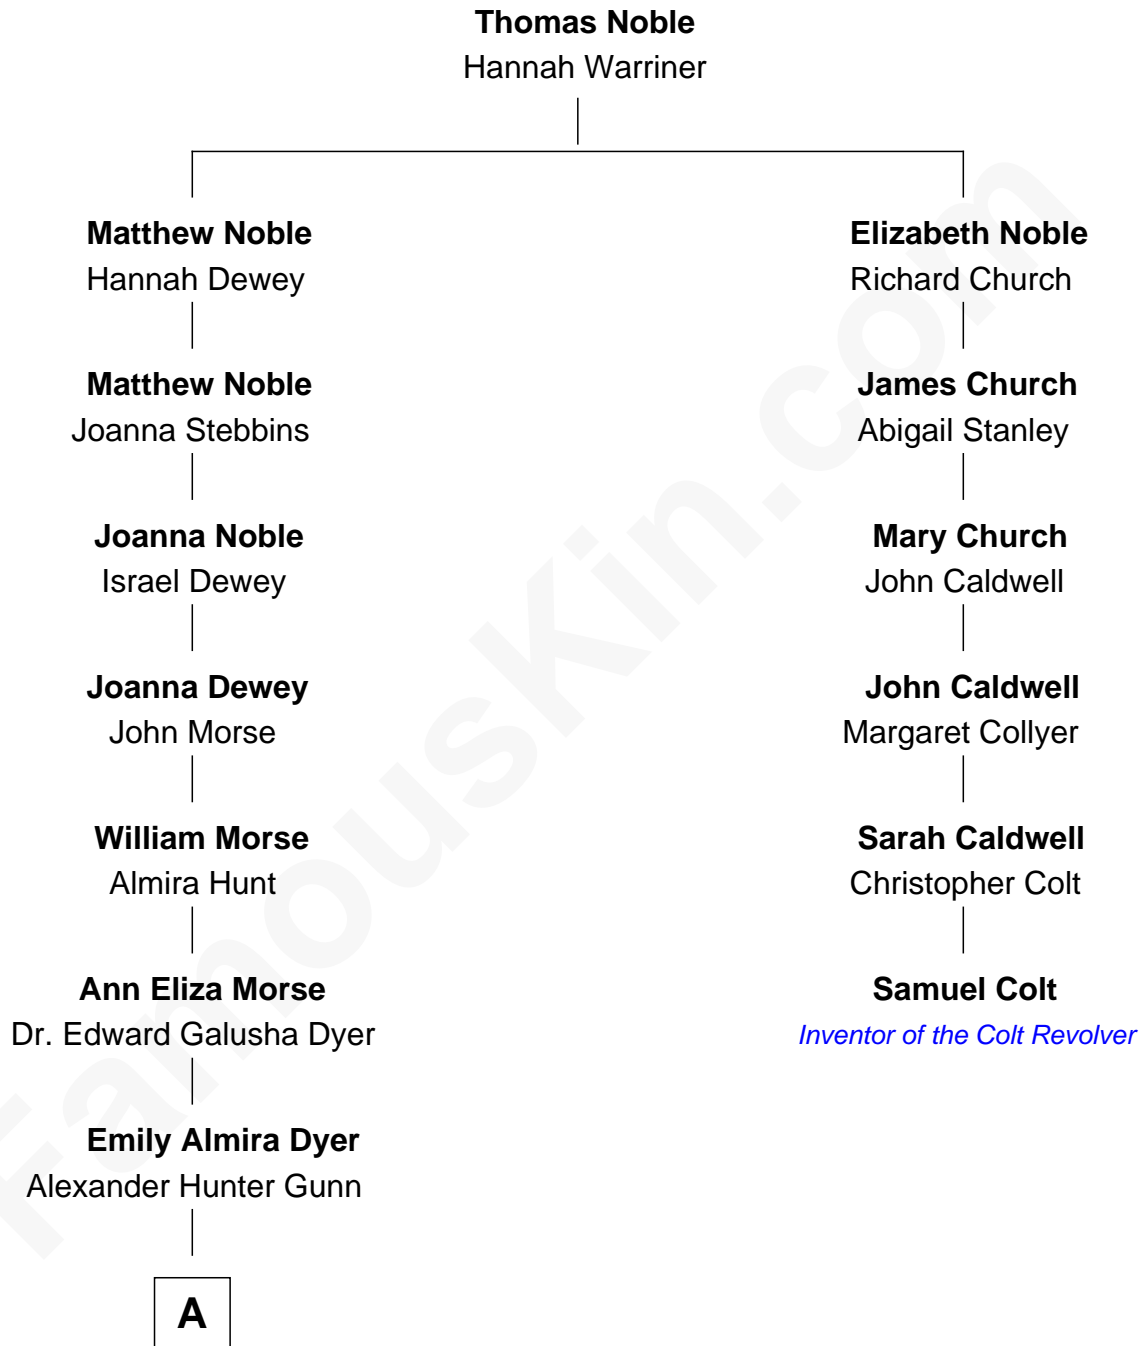 Thomas Noble
Hannah Warriner
Matthew Noble
Hannah Dewey
Elizabeth Noble
Richard Church
Matthew Noble
Joanna Stebbins
James Church
Abigail Stanley
Joanna Noble
Israel Dewey
Mary Church
John Caldwell
Joanna Dewey
John Morse
John Caldwell
Margaret Collyer
William Morse
Almira Hunt
Sarah Caldwell
Christopher Colt
Ann Eliza Morse
Dr. Edward Galusha Dyer
Samuel Colt
Inventor of the Colt Revolver
Emily Almira Dyer
Alexander Hunter Gunn
A
FamousKin.com